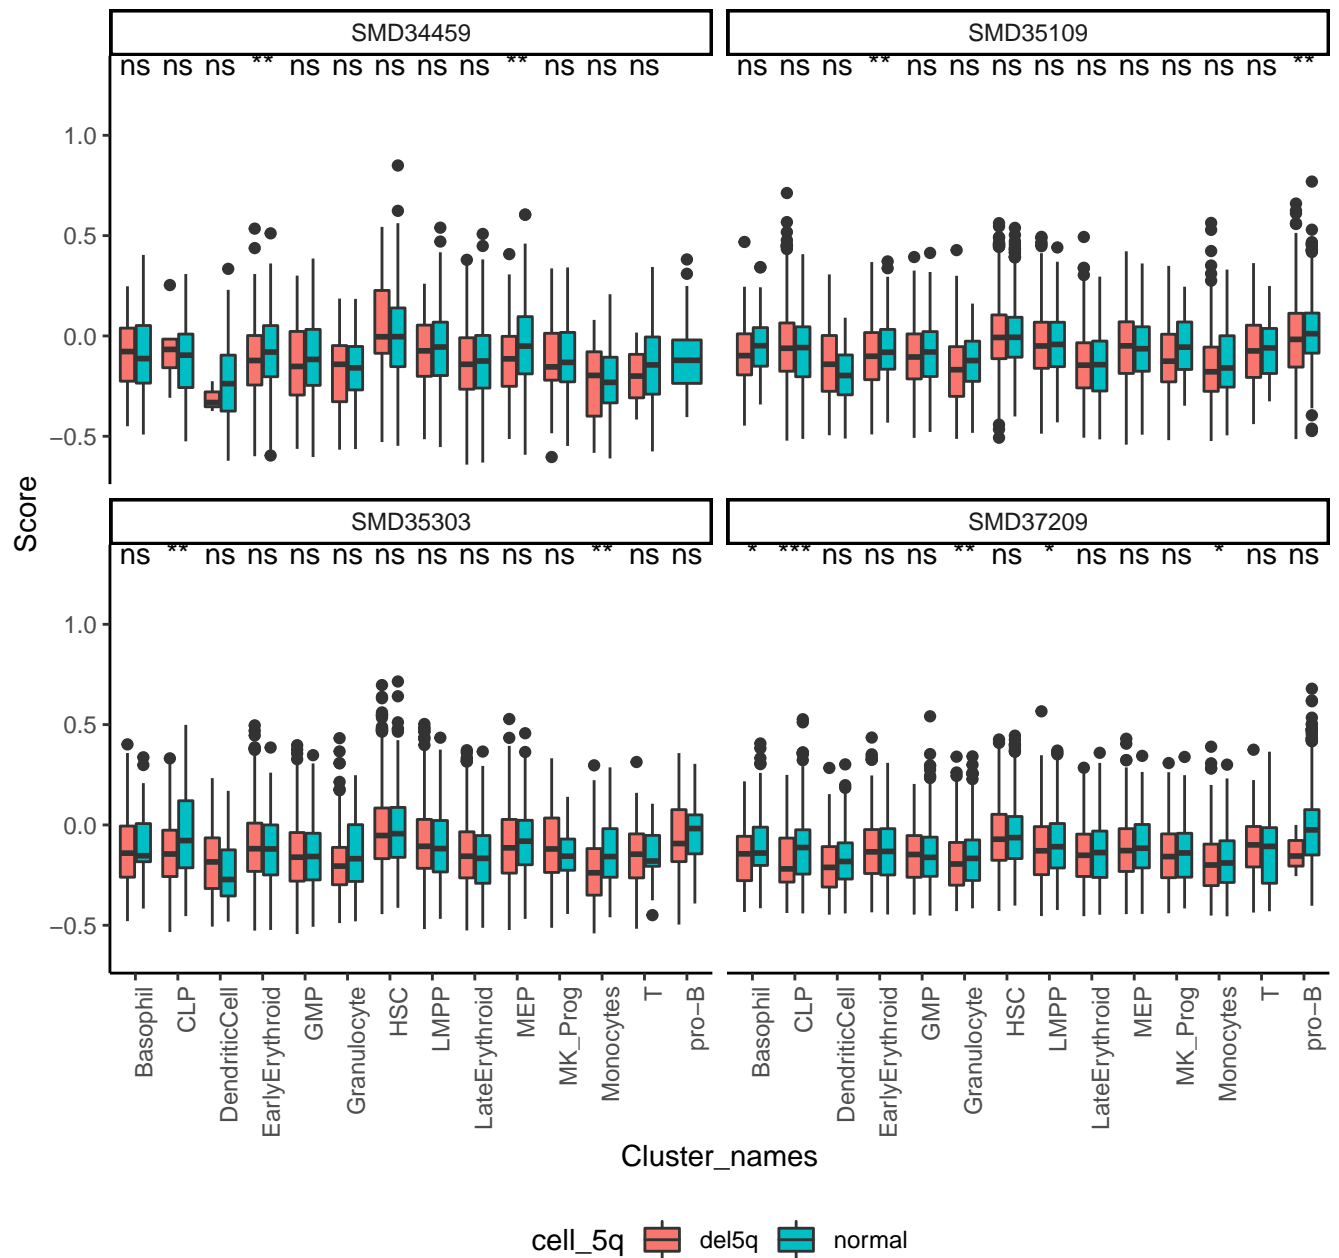 SMD34459
SMD35109
ns ns ns ** ns ns ns ns ns ** ns ns ns
ns ns ns ** ns ns ns ns ns ns ns ns ns **
1.0
0.5
0.0
−0.5
SMD35303
SMD37209
ns ** ns ns ns ns ns ns ns ns ns ** ns ns
* *** ns ns ns ** ns * ns ns ns * ns ns
1.0
0.5
0.0
−0.5
Score
Basophil
CLP
DendriticCell
EarlyErythroid
GMP
Granulocyte
HSC
LMPP
LateErythroid
MEP
MK_Prog
Monocytes
T
pro−B
Basophil
CLP
DendriticCell
EarlyErythroid
GMP
Granulocyte
HSC
LMPP
LateErythroid
MEP
MK_Prog
Monocytes
T
pro−B
Cluster_names
cell_5q del5q normal